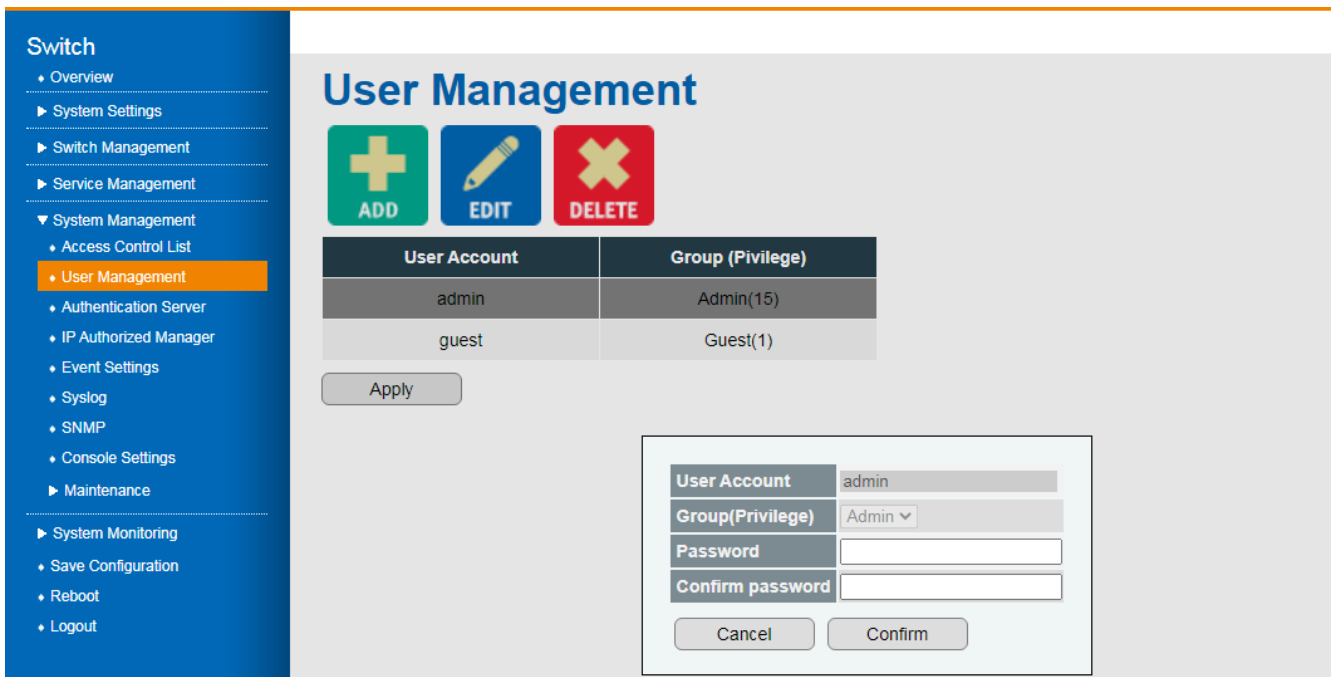 Switch
Overview
System Settings
Switch Management
Service Management
System Management
Access Control List
User Management
Authentication Server
IP Authorized Manager
Event Settings
Syslog
SNMP
Console Settings
Maintenance
System Monitoring
Save Configuration
Reboot
Logout
User Management
ADD EDIT DELETE
User Account Group (Pivilege)
admin Admin(15)
guest Guest(1)
Apply
User Account admin
Group(Privilege) Admin
Password
Confirm password
Cancel Confirm